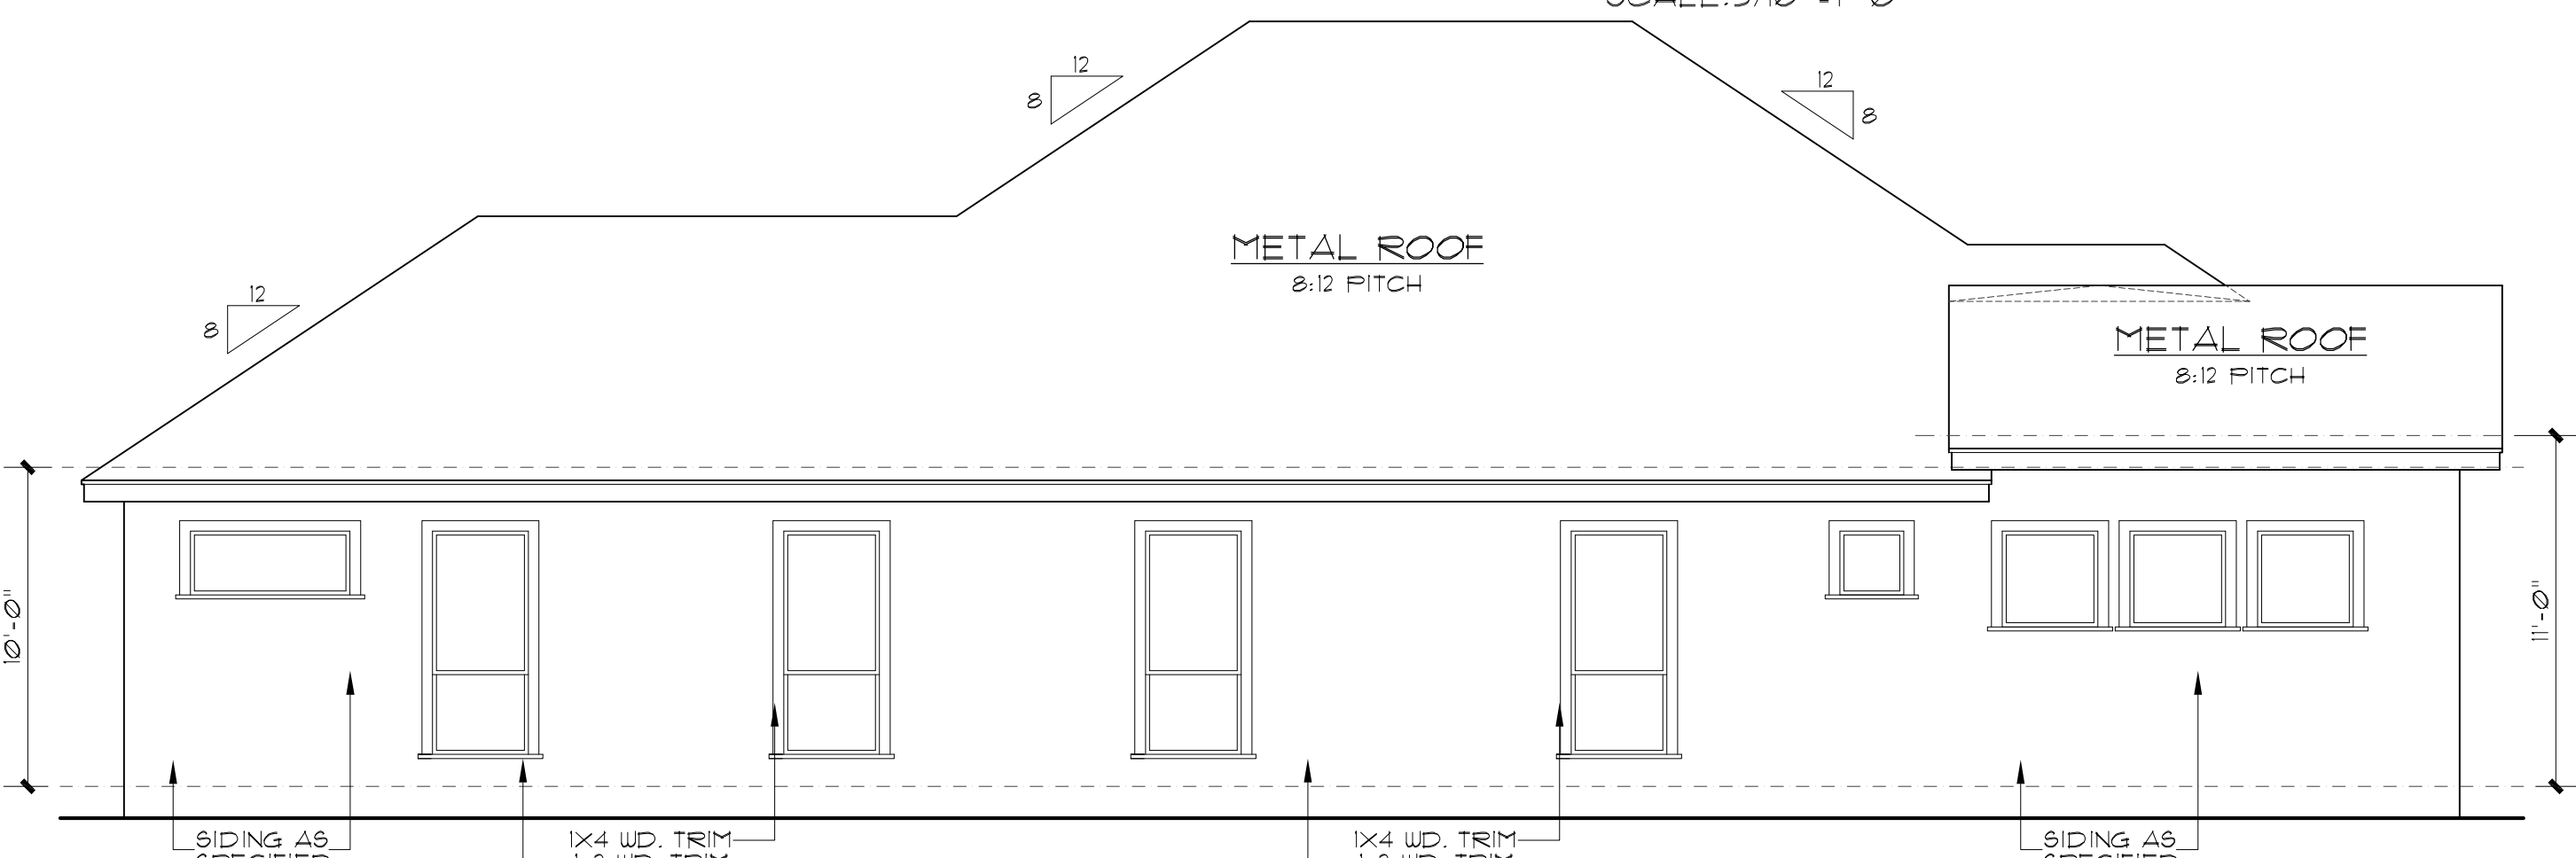 12
8
12
8
METAL ROOF
8:12 PITCH
12
8
METAL ROOF
8:12 PITCH
10'-0"
11'-0"
SIDING AS
1X4 WD. TRIM
1X4 WD. TRIM
SIDING AS